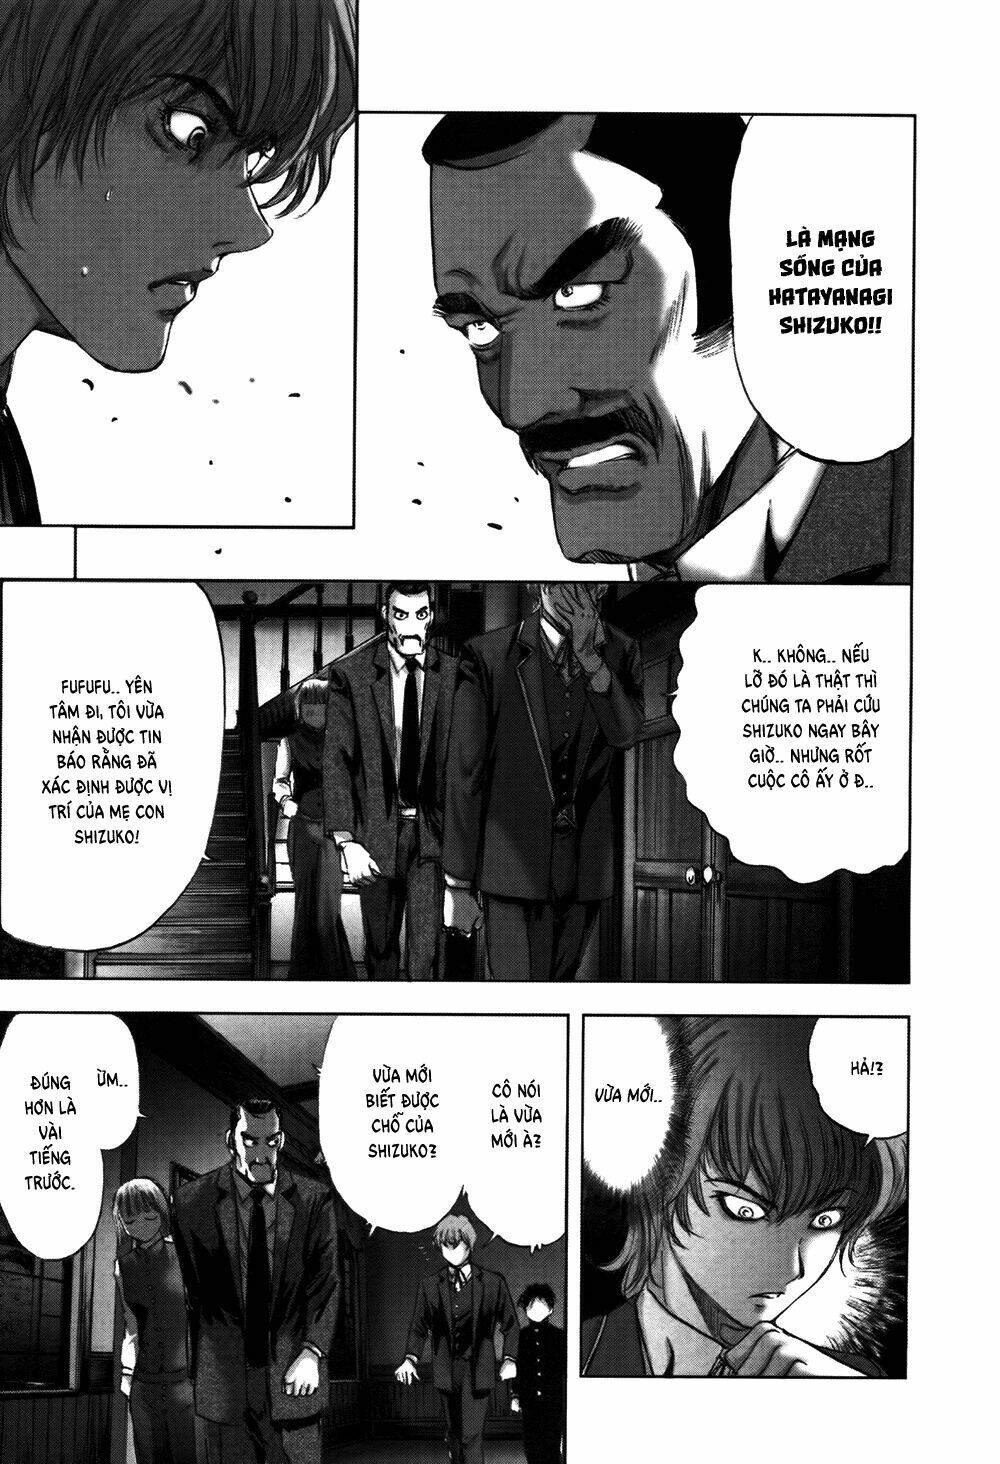 LÀ MẠNG
SỐNG CỦA
HATAYANAGI
SHIZUKO!!
K.. KHÔNG.. NẾU
LỠ ĐÓ LÀ THẬT THÌ
CHÚNG TA PHẢI CỨU
SHIZUKO NGAY BÂY
GIỜ.. NHƯNG RỐT
CUỘC CÔ ẤY Ở Đ..
FUFUFU.. YÊN
TÂM ĐI, TÔI VỪA
NHẬN ĐƯỢC TIN
BÁO RẰNG ĐÃ
XÁC ĐỊNH ĐƯỢC VỊ
TRÍ CỦA MẸ CON
SHIZUKO!
HẢ!?
VỪA MỚI..
CÔ NÓI
LÀ VỪA
MỚI À?
VỪA MỚI
BIẾT ĐƯỢC
CHỖ CỦA
SHIZUKO?
ỪM..
ĐÚNG
HƠN LÀ
VÀI
TIẾNG
TRƯỚC.